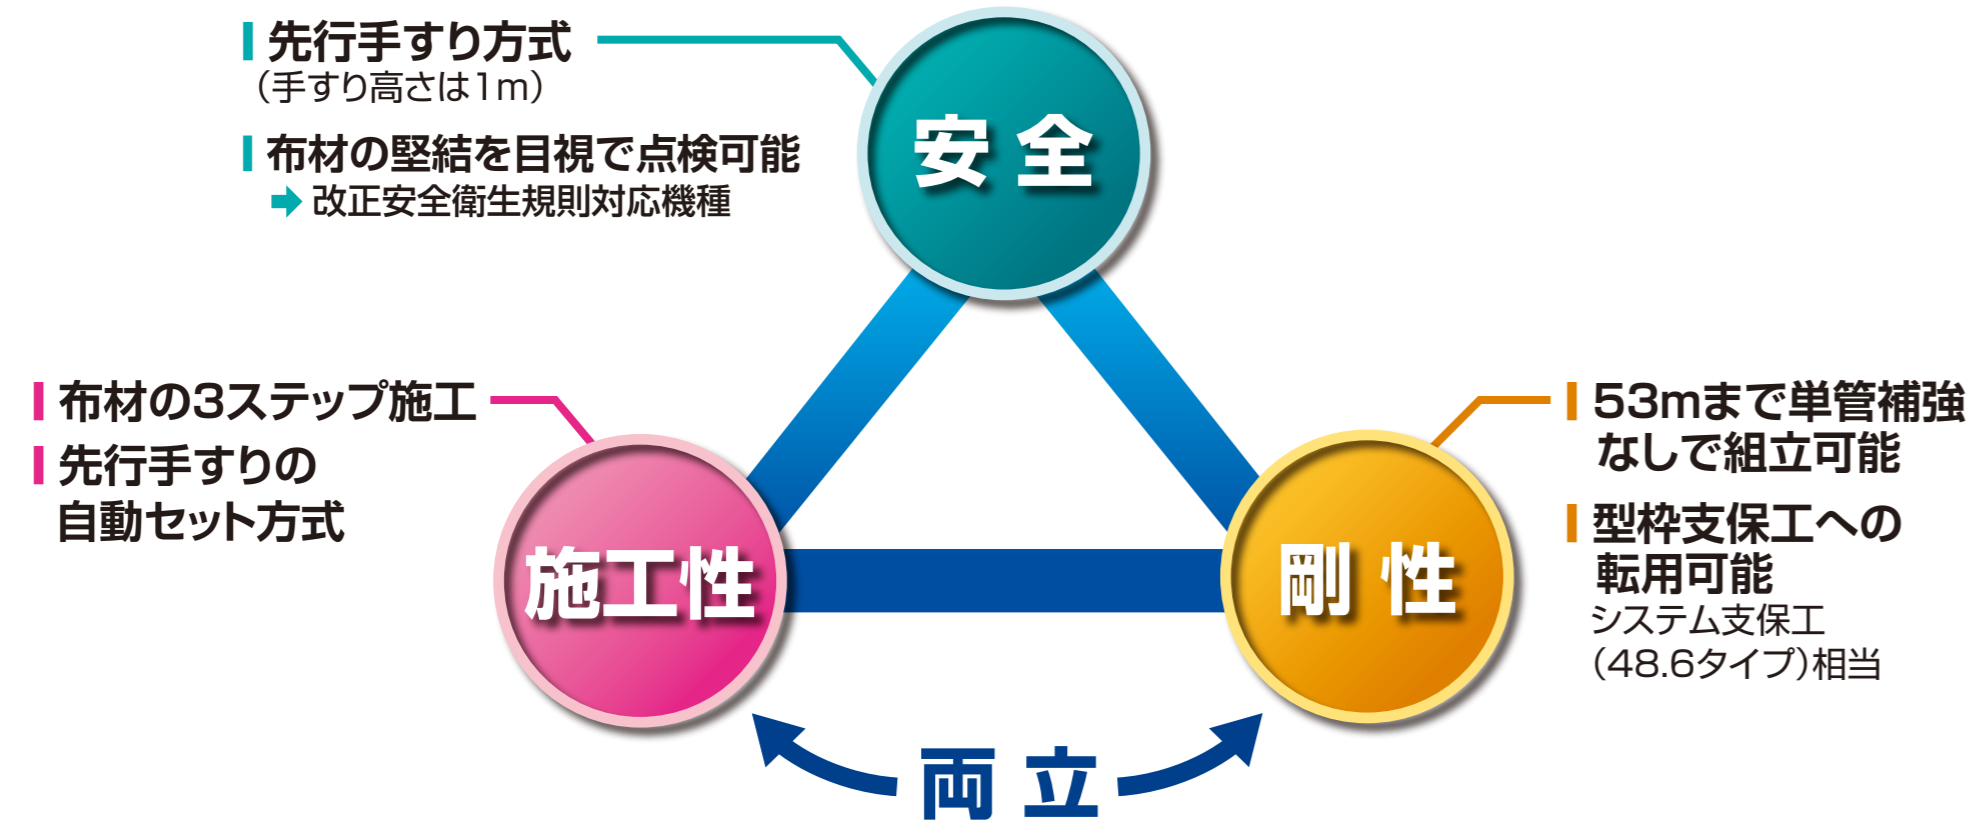 先行手すり方式
（手すり高さは1m）
布材の堅結を目視で点検可能
➡ 改正安全衛生規則対応機種
安全
布材の3ステップ施工
先行手すりの
自動セット方式
施工性
53mまで単管補強
なしで組立可能
型枠支保工への
転用可能
システム支保工
（48.6タイプ）相当
剛性
両立